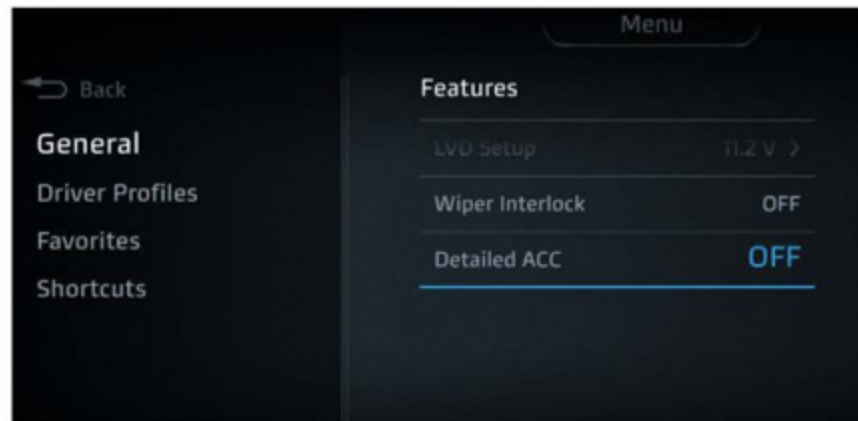 Menu
Back
General
Driver Profiles
Favorites
Shortcuts
Features
LVD Setup 11.2 V >
Wiper Interlock OFF
Detailed ACC OFF